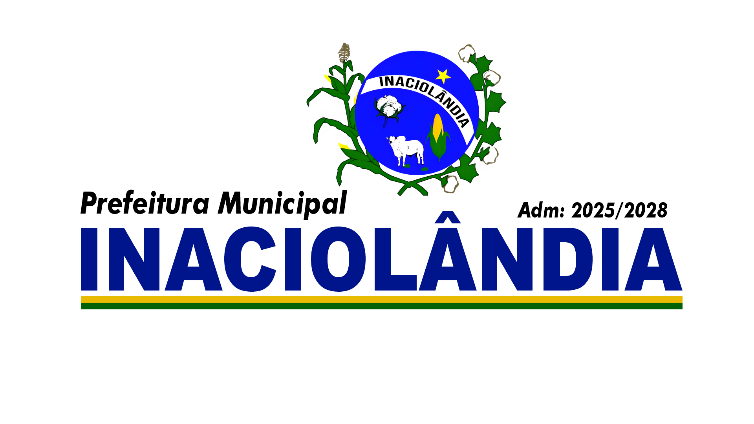 INACIOLÂNDIA
Prefeitura Municipal
Adm: 2025/2028
INACIOLÂNDIA